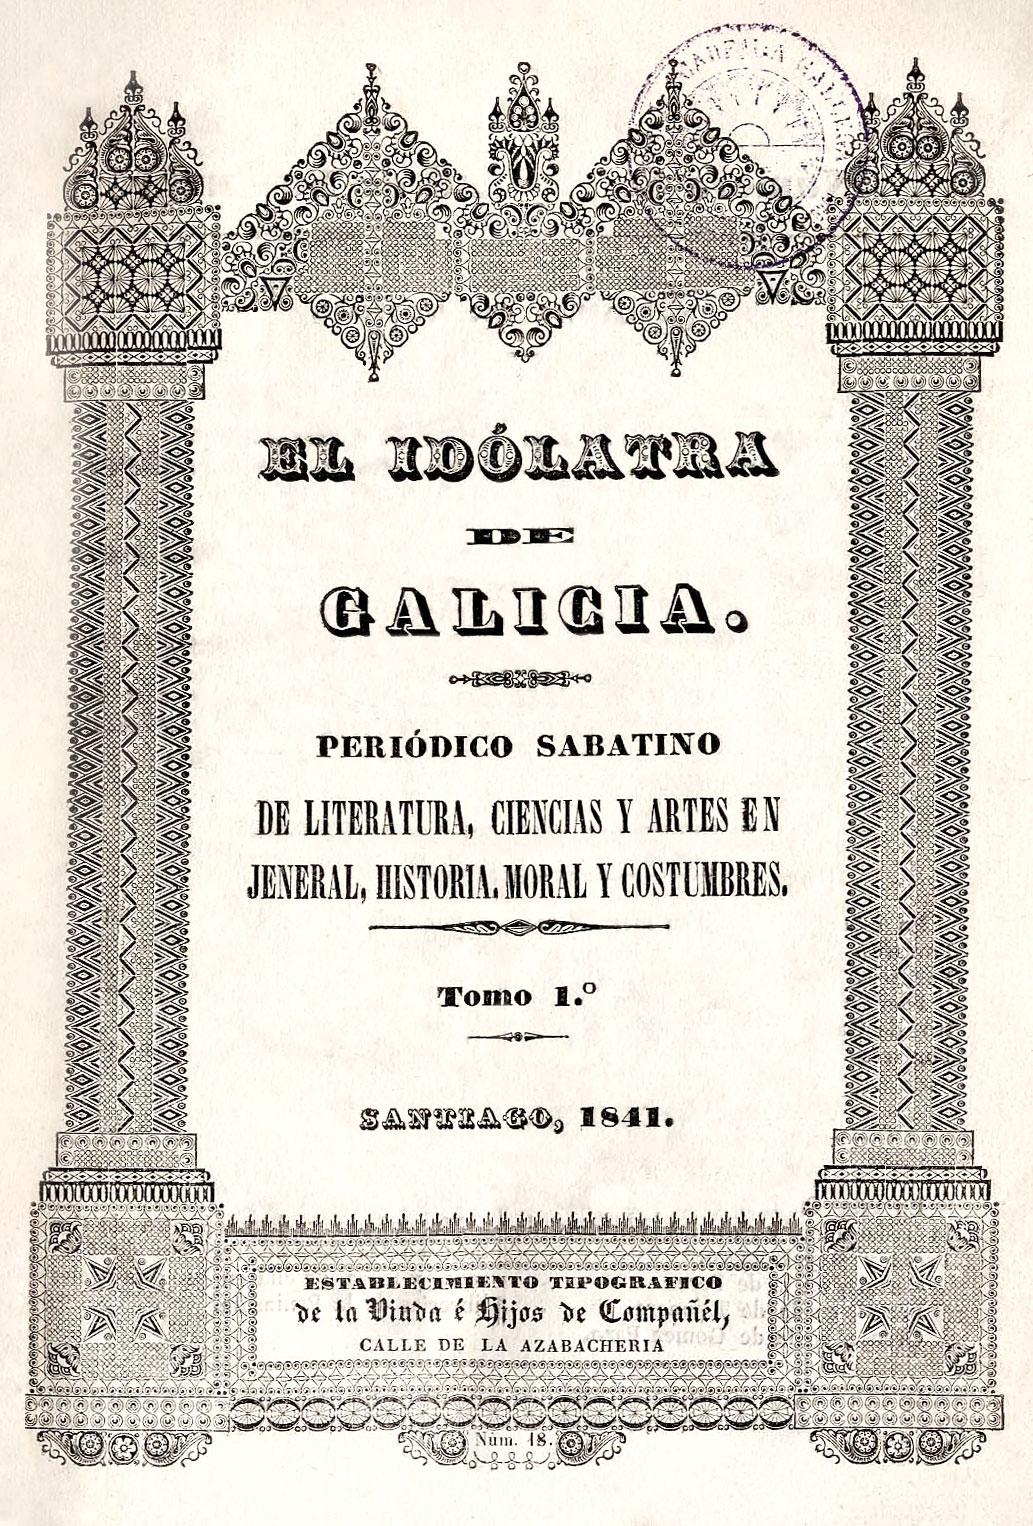 EL IDÓLATRA
DE
GALICIA.
PERIÓDICO SABATINO
DE LITERATURA, CIENCIAS Y ARTES EN
JENERAL, HISTORIA. MORAL Y COSTUMBRES.
Tomo 1.º
SANTIAGO, 1841.
ESTABLECIMIENTO TIPOGRAFICO
de la Viuda é Hijos de Compañél,
CALLE DE LA AZABACHERIA
Num. 18.